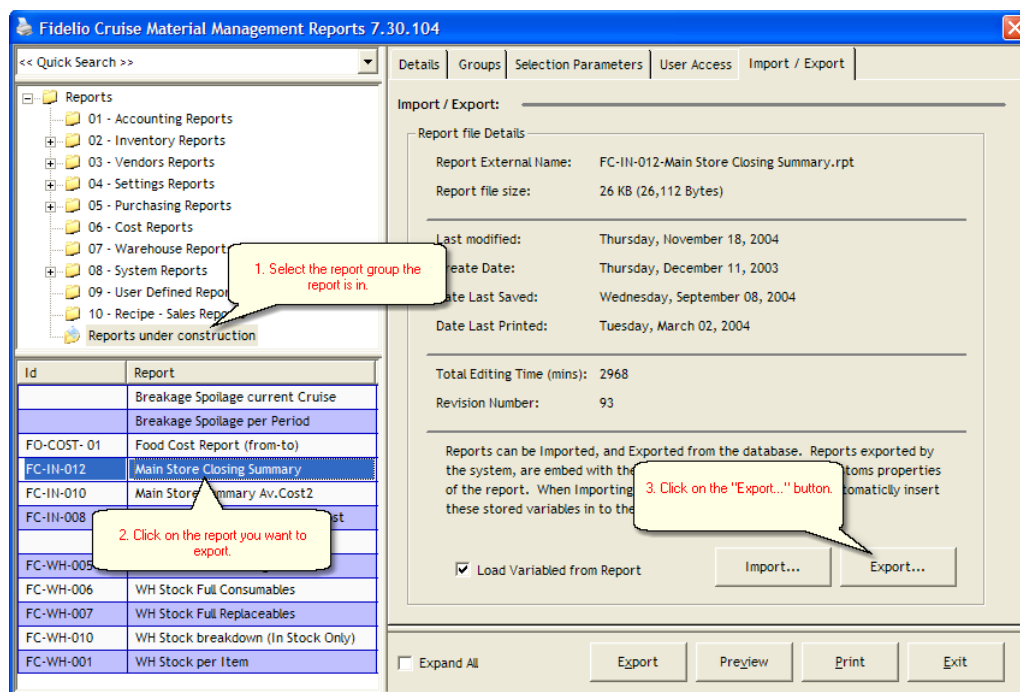 Fidelio Cruise Material Management Reports 7.30.104
<< Quick Search >>
Reports
01 - Accounting Reports
02 - Inventory Reports
03 - Vendors Reports
04 - Settings Reports
05 - Purchasing Reports
06 - Cost Reports
07 - Warehouse Reports
08 - System Reports
09 - User Defined Repor
10 - Recipe - Sales Repo
Reports under construction
1. Select the report group the
report is in.
Id Report
Breakage Spoilage current Cruise
Breakage Spoilage per Period
FO-COST- 01 Food Cost Report (from-to)
FC-IN-012 Main Store Closing Summary
FC-IN-010 Main Store Summary Av.Cost2
FC-IN-008
FC-WH-005
FC-WH-006 WH Stock Full Consumables
FC-WH-007 WH Stock Full Replaceables
FC-WH-010 WH Stock breakdown (In Stock Only)
FC-WH-001 WH Stock per Item
2. Click on the report you want to
export.
Details Groups Selection Parameters User Access Import / Export
Import / Export:
Report file Details
Report External Name: FC-IN-012-Main Store Closing Summary.rpt
Report file size: 26 KB (26,112 Bytes)
Last modified: Thursday, November 18, 2004
Create Date: Thursday, December 11, 2003
Date Last Saved: Wednesday, September 08, 2004
Date Last Printed: Tuesday, March 02, 2004
Total Editing Time (mins): 2968
Revision Number: 93
Reports can be Imported, and Exported from the database. Reports exported by
the system, are embed with the toms properties
of the report. When Importing tomaticly insert
these stored variables in to the
3. Click on the "Export..." button.
Load Variabled from Report
Import... Export...
Expand All Export Preview Print Exit